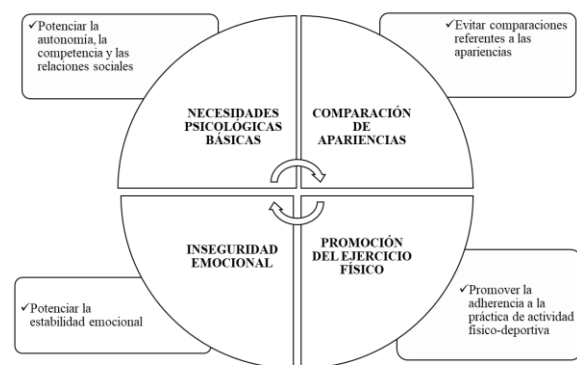 ✓Potenciar la
autonomía, la
competencia y las
relaciones sociales
✓Evitar comparaciones
referentes a las
apariencias
NECESIDADES
PSICOLÓGICAS
BÁSICAS
COMPARACIÓN
DE
APARIENCIAS
INSEGURIDAD
EMOCIONAL
PROMOCIÓN
DEL EJERCICIO
FÍSICO
✓Potenciar la
estabilidad emocional
✓Promover la
adherencia a la
práctica de actividad
físico-deportiva